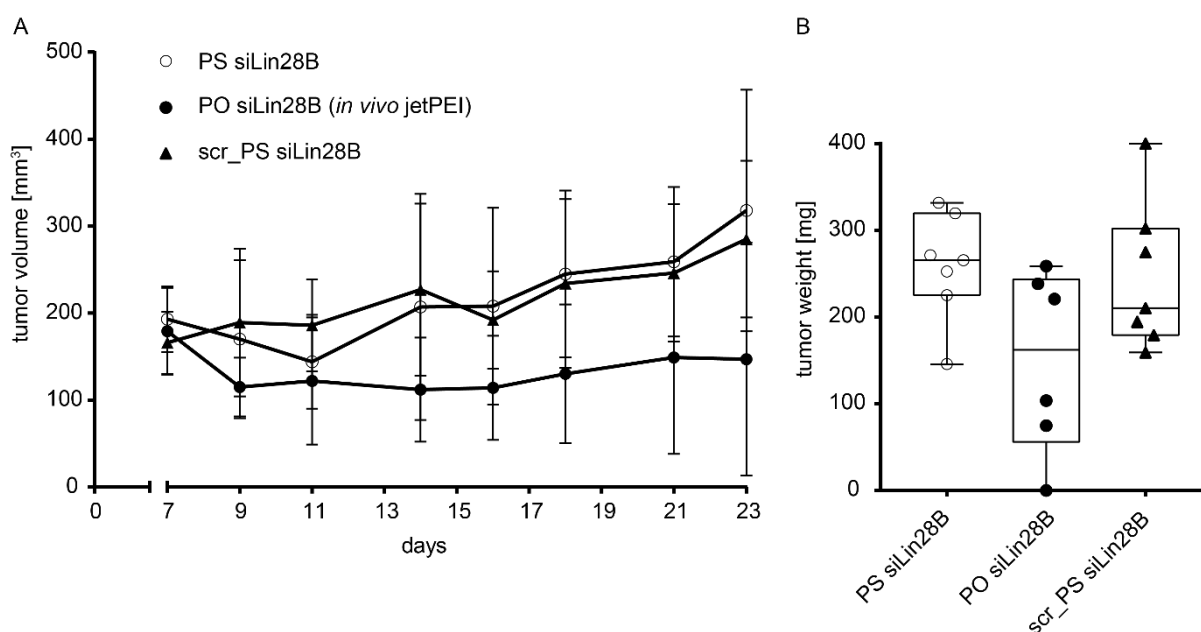 A
B
500
400
300
200
100
0
tumor volume [mm³]
PS siLin28B
PO siLin28B (in vivo jetPEI)
scr_PS siLin28B
0 7 9 11 13 15 17 19 21 23
days
400
300
200
100
0
tumor weight [mg]
PS siLin28B
PO siLin28B
scr_PS siLin28B